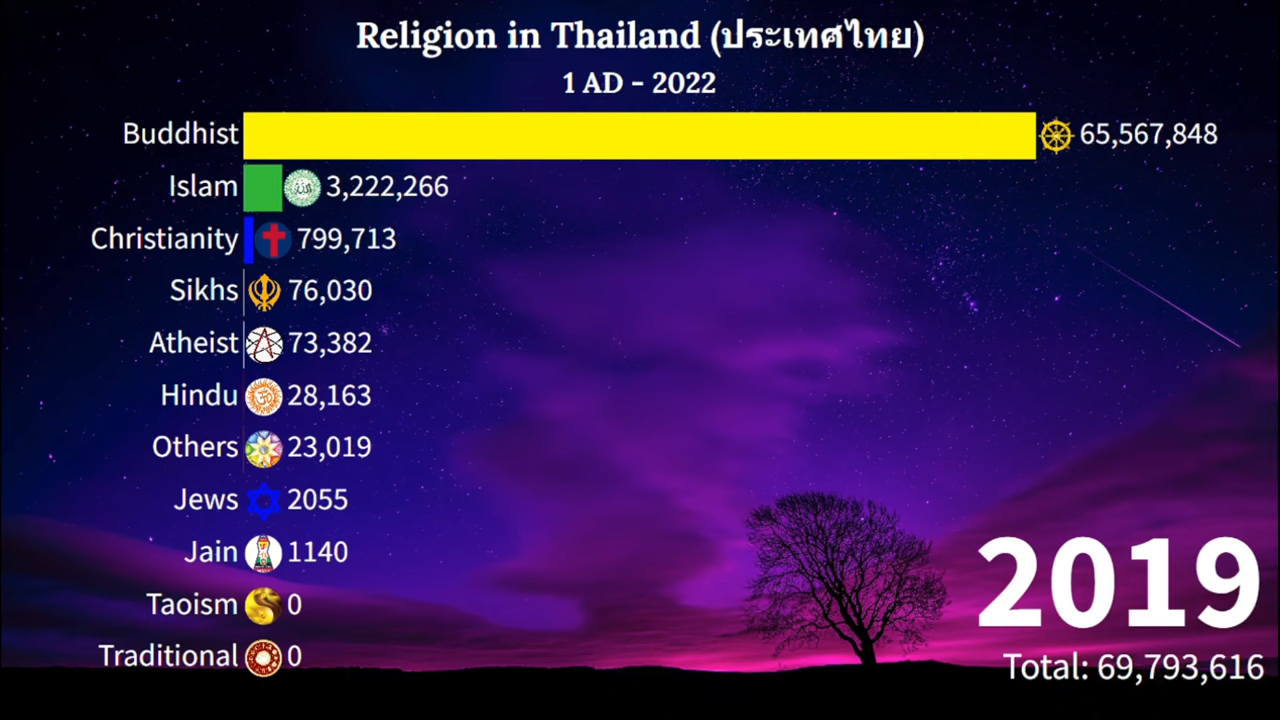 Religion in Thailand (ประเทศไทย)
1 AD - 2022
Buddhist 65,567,848
Islam 3,222,266
Christianity 799,713
Sikhs 76,030
Atheist 73,382
Hindu 28,163
Others 23,019
Jews 2055
Jain 1140
Taoism 0
Traditional 0
2019
Total: 69,793,616